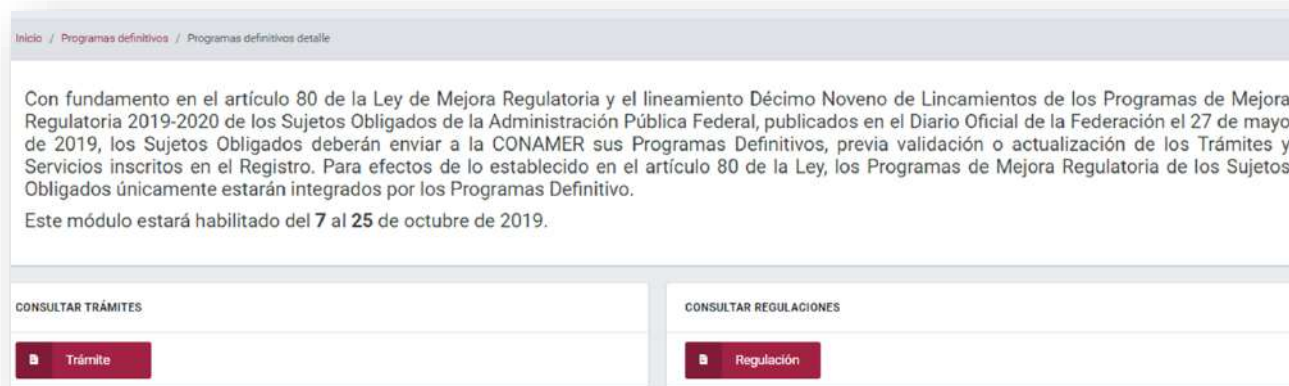 Inicio / Programas definitivos / Programas definitivos detalle
Con fundamento en el artículo 80 de la Ley de Mejora Regulatoria y el lineamiento Décimo Noveno de Lincamientos de los Programas de Mejora
Regulatoria 2019-2020 de los Sujetos Obligados de la Administración Pública Federal, publicados en el Diario Oficial de la Federación el 27 de mayo
de 2019, los Sujetos Obligados deberán enviar a la CONAMER sus Programas Definitivos, previa validación o actualización de los Trámites y
Servicios inscritos en el Registro. Para efectos de lo establecido en el artículo 80 de la Ley, los Programas de Mejora Regulatoria de los Sujetos
Obligados únicamente estarán integrados por los Programas Definitivo.
Este módulo estará habilitado del 7 al 25 de octubre de 2019.
CONSULTAR TRÁMITES
CONSULTAR REGULACIONES
Trámite
Regulación